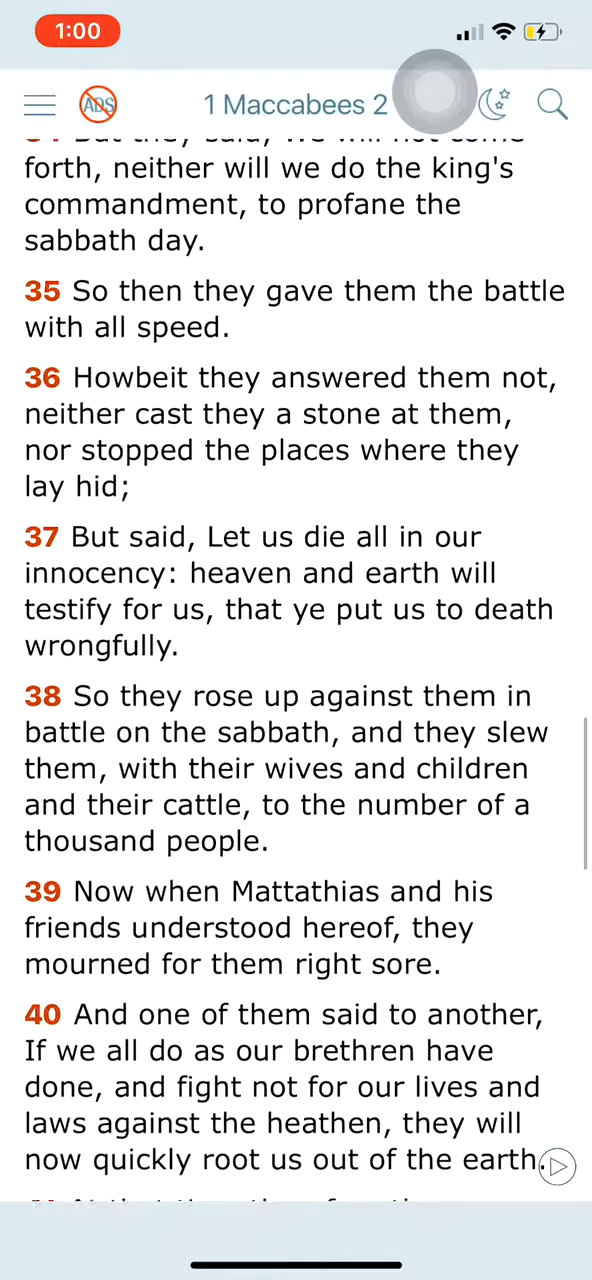 1:00
ADS
1 Maccabees 2
forth, neither will we do the king's
commandment, to profane the
sabbath day.
35 So then they gave them the battle
with all speed.
36 Howbeit they answered them not,
neither cast they a stone at them,
nor stopped the places where they
lay hid;
37 But said, Let us die all in our
innocency: heaven and earth will
testify for us, that ye put us to death
wrongfully.
38 So they rose up against them in
battle on the sabbath, and they slew
them, with their wives and children
and their cattle, to the number of a
thousand people.
39 Now when Mattathias and his
friends understood hereof, they
mourned for them right sore.
40 And one of them said to another,
If we all do as our brethren have
done, and fight not for our lives and
laws against the heathen, they will
now quickly root us out of the earth.